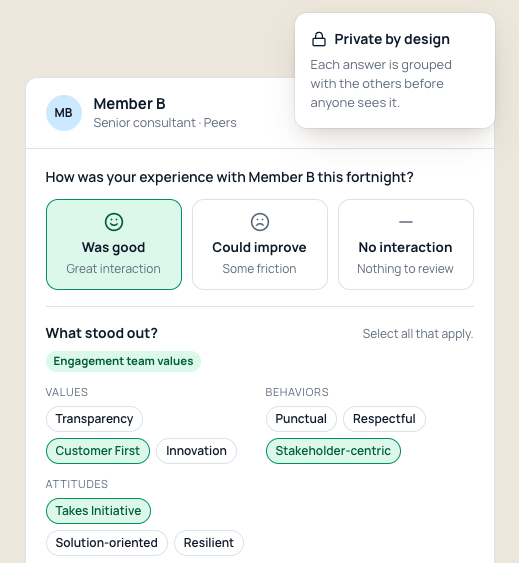 Private by design
Each answer is grouped
with the others before
anyone sees it.
MB
Member B
Senior consultant · Peers
How was your experience with Member B this fortnight?
Was good
Great interaction
Could improve
Some friction
No interaction
Nothing to review
What stood out?
Select all that apply.
Engagement team values
VALUES
Transparency
Customer First
Innovation
BEHAVIORS
Punctual
Respectful
Stakeholder-centric
ATTITUDES
Takes Initiative
Solution-oriented
Resilient